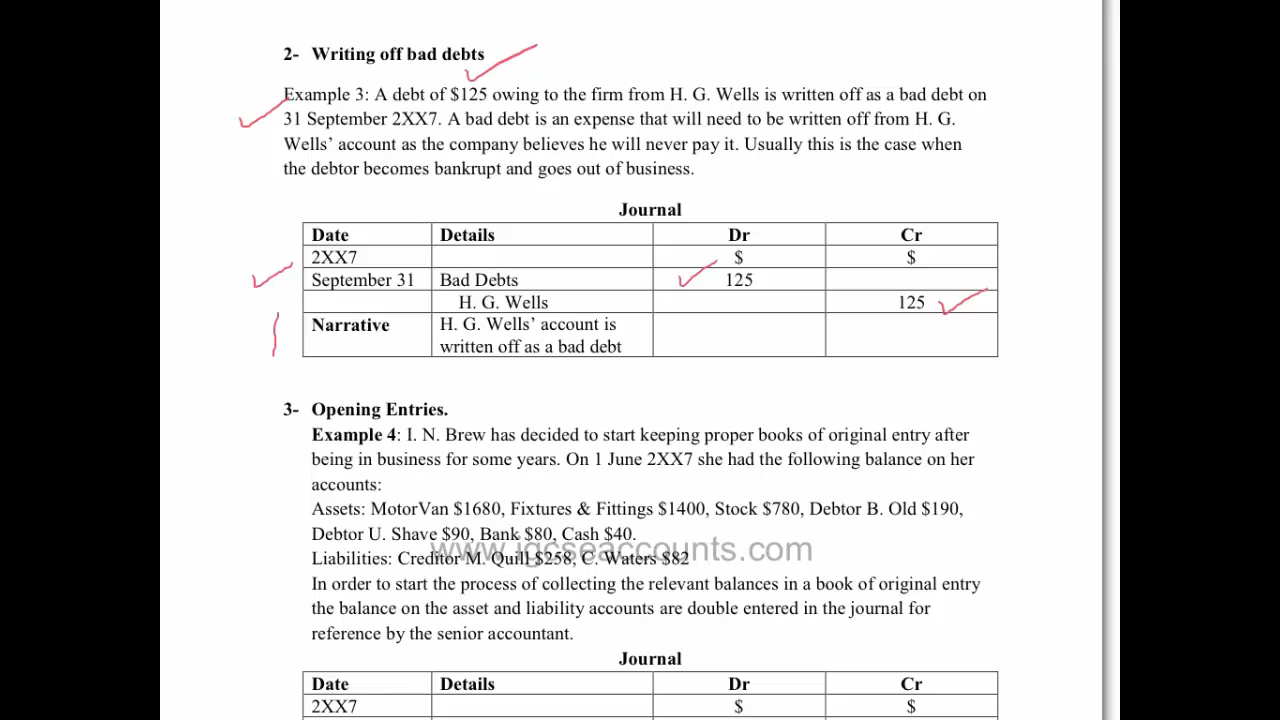 2- Writing off bad debts
Example 3: A debt of $125 owing to the firm from H. G. Wells is written off as a bad debt on
31 September 2XX7. A bad debt is an expense that will need to be written off from H. G.
Wells' account as the company believes he will never pay it. Usually this is the case when
the debtor becomes bankrupt and goes out of business.
Journal
Date Details Dr Cr
2XX7 $ $
September 31 Bad Debts 125
H. G. Wells 125
Narrative H. G. Wells' account is
written off as a bad debt
3- Opening Entries.
Example 4: I. N. Brew has decided to start keeping proper books of original entry after
being in business for some years. On 1 June 2XX7 she had the following balance on her
accounts:
Assets: MotorVan $1680, Fixtures & Fittings $1400, Stock $780, Debtor B. Old $190,
Debtor U. Shave $90, Bank $80, Cash $40.
www.igcseaccounts.com
Liabilities: Creditor M. Quill $258, C. Waters $82
In order to start the process of collecting the relevant balances in a book of original entry
the balance on the asset and liability accounts are double entered in the journal for
reference by the senior accountant.
Journal
Date Details Dr Cr
2XX7 $ $